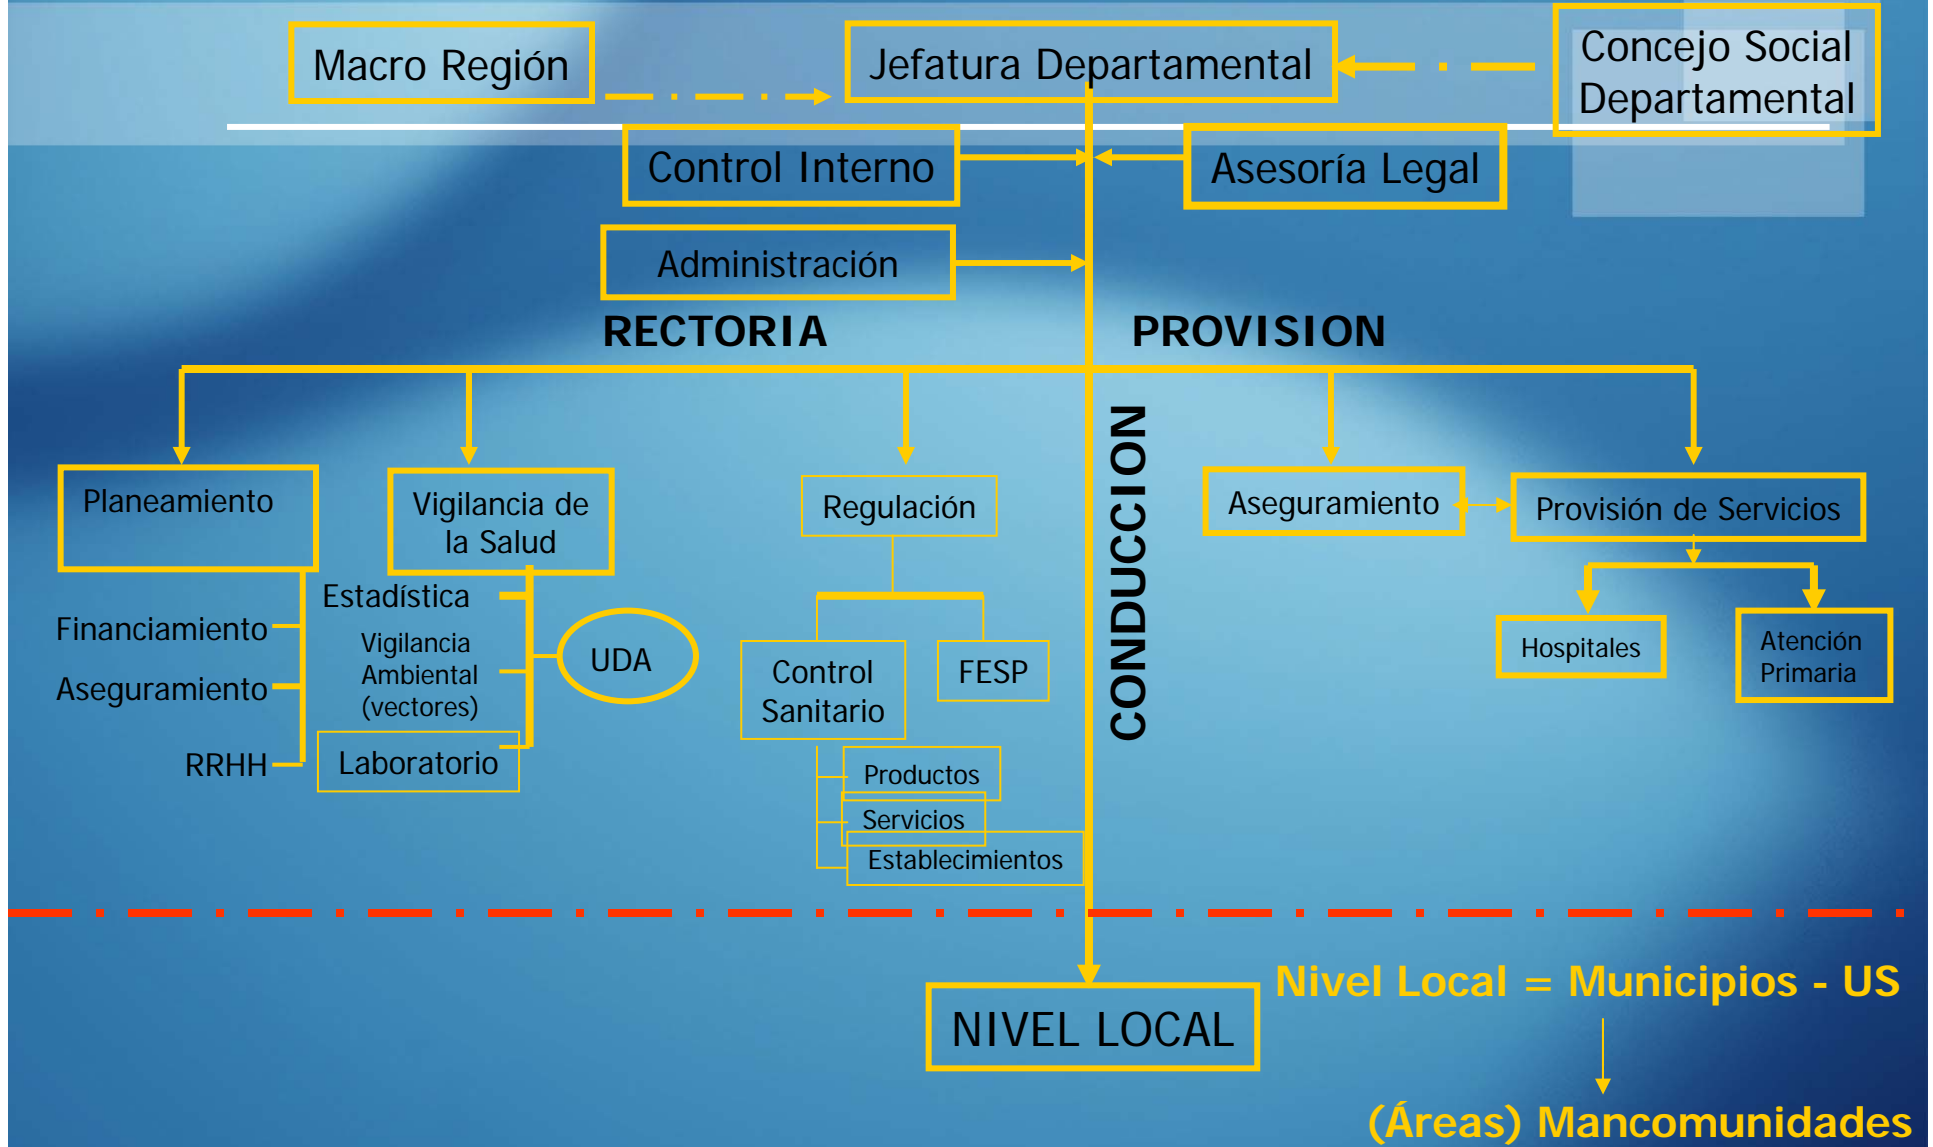 Macro Región
Jefatura Departamental
Concejo Social
Departamental
Control Interno
Asesoría Legal
Administración
RECTORIA
PROVISION
CONDUCCION
Planeamiento
Financiamiento
Aseguramiento
RRHH
Vigilancia de
la Salud
Estadística
Vigilancia
Ambiental
(vectores)
Laboratorio
UDA
Regulación
Control
Sanitario
FESP
Productos
Servicios
Establecimientos
Aseguramiento
Provisión de Servicios
Hospitales
Atención
Primaria
NIVEL LOCAL
Nivel Local = Municipios - US
(Áreas) Mancomunidades